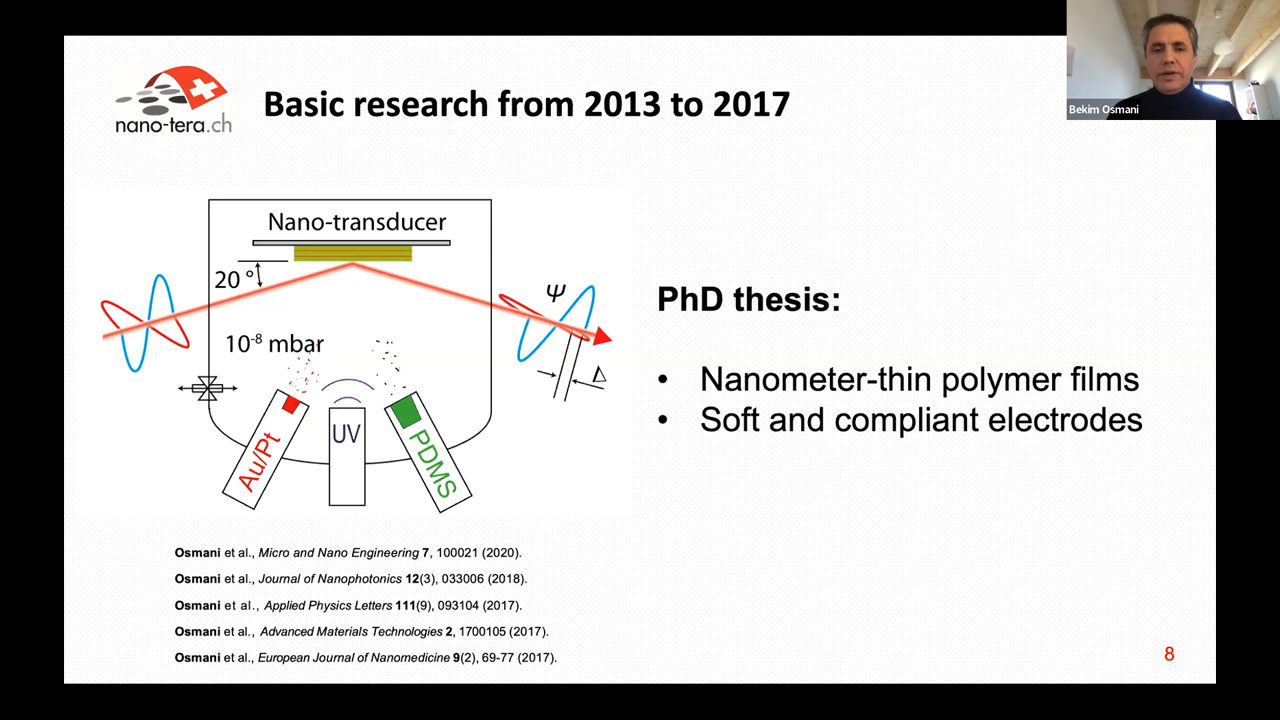 Bekim Osmani
nano-tera.ch
Basic research from 2013 to 2017
Nano-transducer
20 °
Ψ
10-8 mbar
Δ
Au/Pt
UV
PDMS
PhD thesis:
• Nanometer-thin polymer films
• Soft and compliant electrodes
Osmani et al., Micro and Nano Engineering 7, 100021 (2020).
Osmani et al., Journal of Nanophotonics 12(3), 033006 (2018).
Osmani et al., Applied Physics Letters 111(9), 093104 (2017).
Osmani et al., Advanced Materials Technologies 2, 1700105 (2017).
Osmani et al., European Journal of Nanomedicine 9(2), 69-77 (2017).
8